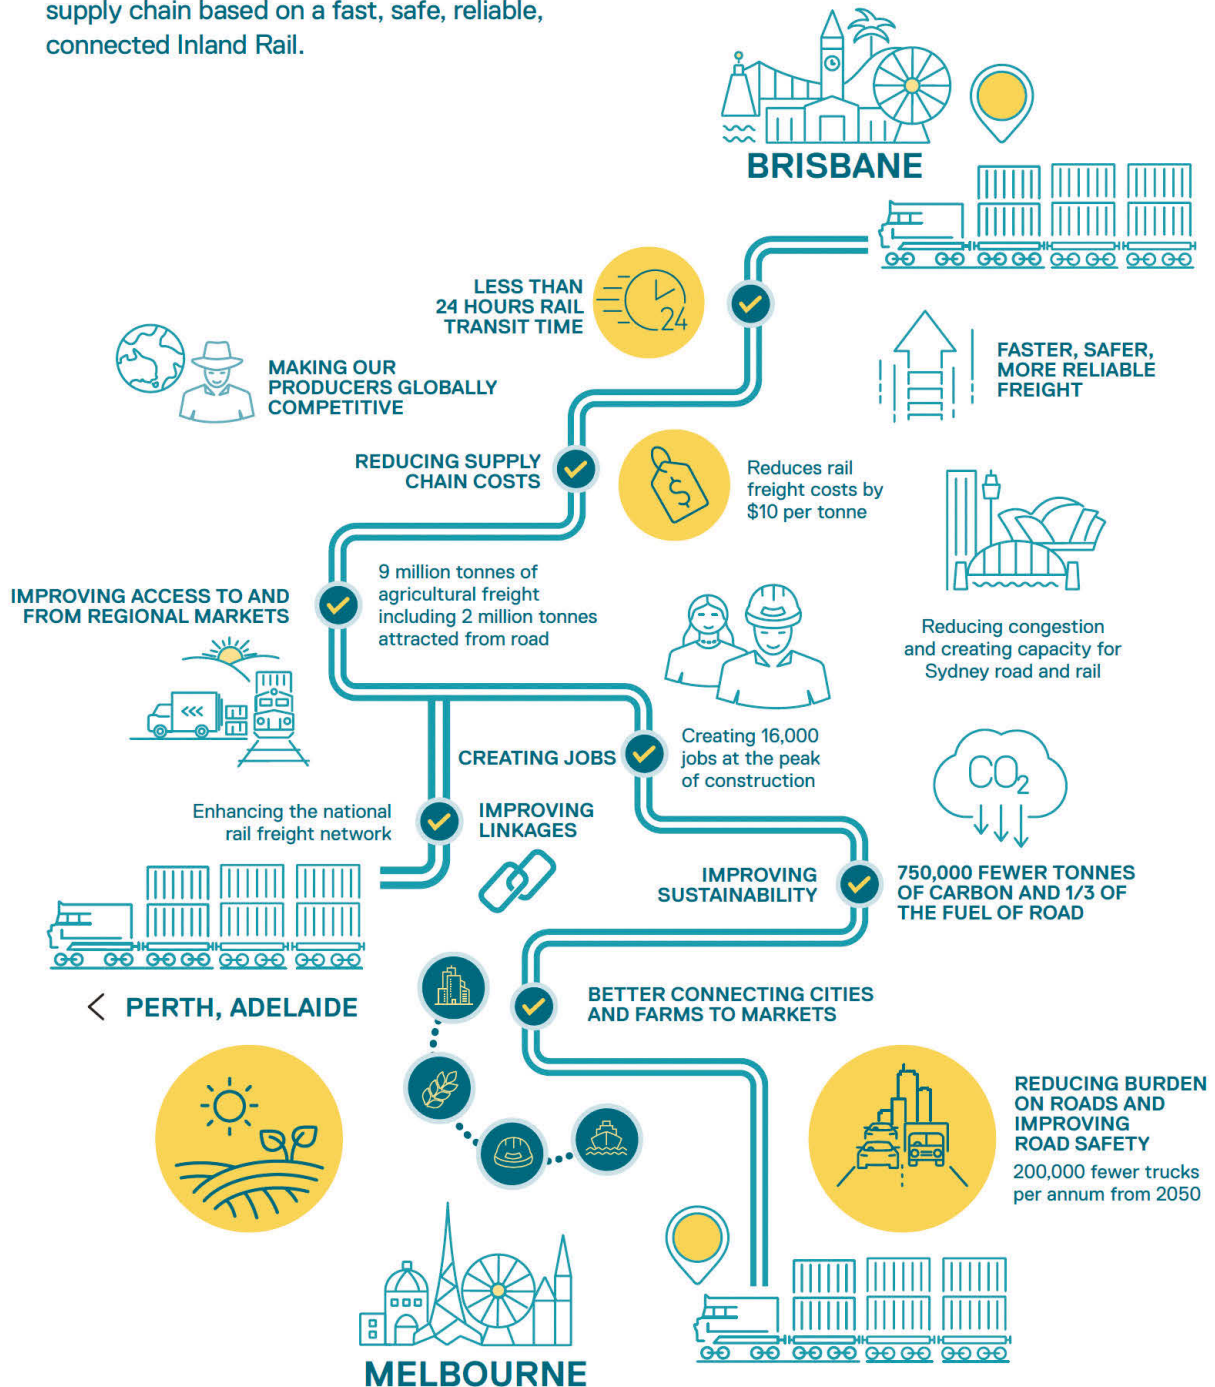 supply chain based on a fast, safe, reliable,
connected Inland Rail.
BRISBANE
LESS THAN
24 HOURS RAIL
TRANSIT TIME
24
MAKING OUR
PRODUCERS GLOBALLY
COMPETITIVE
FASTER, SAFER,
MORE RELIABLE
FREIGHT
REDUCING SUPPLY
CHAIN COSTS
$
Reduces rail
freight costs by
$10 per tonne
IMPROVING ACCESS TO AND
FROM REGIONAL MARKETS
9 million tonnes of
agricultural freight
including 2 million tonnes
attracted from road
Reducing congestion
and creating capacity for
Sydney road and rail
CREATING JOBS
Creating 16,000
jobs at the peak
of construction
CO2
Enhancing the national
rail freight network
IMPROVING
LINKAGES
IMPROVING
SUSTAINABILITY
750,000 FEWER TONNES
OF CARBON AND 1/3 OF
THE FUEL OF ROAD
< PERTH, ADELAIDE
BETTER CONNECTING CITIES
AND FARMS TO MARKETS
REDUCING BURDEN
ON ROADS AND
IMPROVING
ROAD SAFETY
200,000 fewer trucks
per annum from 2050
MELBOURNE